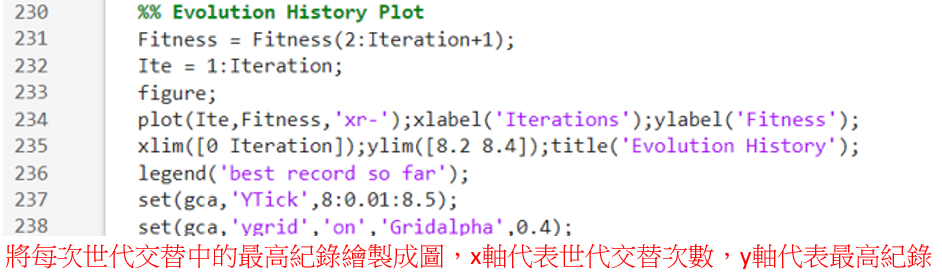 230 %% Evolution History Plot
231 Fitness = Fitness(2:Iteration+1);
232 Ite = 1:Iteration;
233 figure;
234 plot(Ite,Fitness,'xr-');xlabel('Iterations');ylabel('Fitness');
235 xlim([0 Iteration]);ylim([8.2 8.4]);title('Evolution History');
236 legend('best record so far');
237 set(gca,'YTick',8:0.01:8.5);
238 set(gca,'ygrid','on','Gridalpha',0.4);
將每次世代交替中的最高紀錄繪製成圖，x軸代表世代交替次數，y軸代表最高紀錄